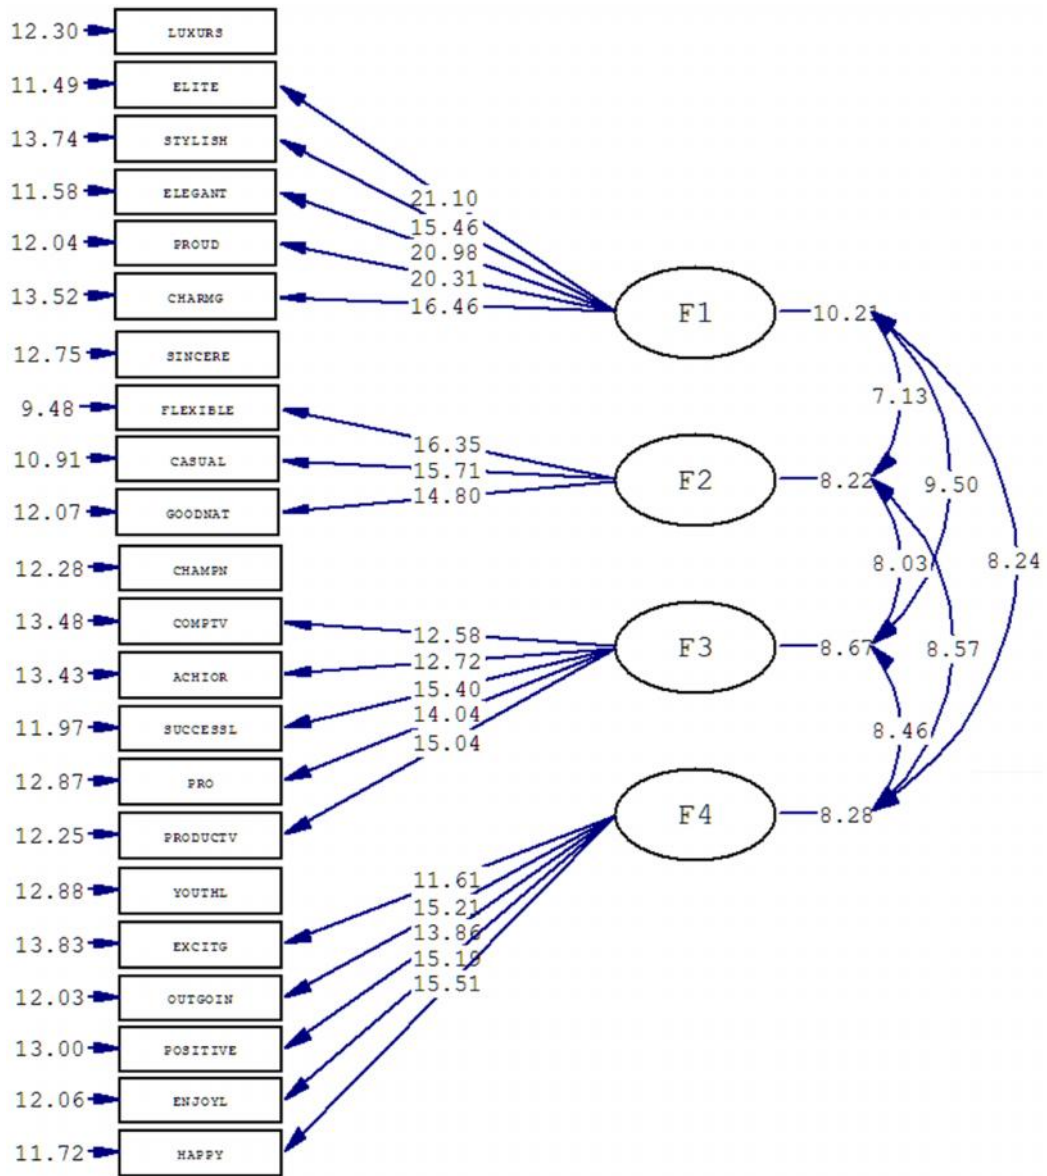 12.30 LUXURS
11.49 ELITE
13.74 STYLISH
11.58 ELEGANT
12.04 PROUD
13.52 CHARMG
12.75 SINCERE
9.48 FLEXIBLE
10.91 CASUAL
12.07 GOODNAT
12.28 CHAMPN
13.48 COMPTV
13.43 ACHIOR
11.97 SUCCESSL
12.87 PRO
12.25 PRODUCTV
12.88 YOUTHL
13.83 EXCITG
12.03 OUTGOIN
13.00 POSITIVE
12.06 ENJOYL
11.72 HAPPY
21.10
15.46
20.98
20.31
16.46
16.35
15.71
14.80
12.58
12.72
15.40
14.04
15.04
11.61
15.21
13.86
15.19
15.51
F1 10.21
F2 8.22
F3 8.67
F4 8.28
7.13
9.50
8.03
8.24
8.57
8.46